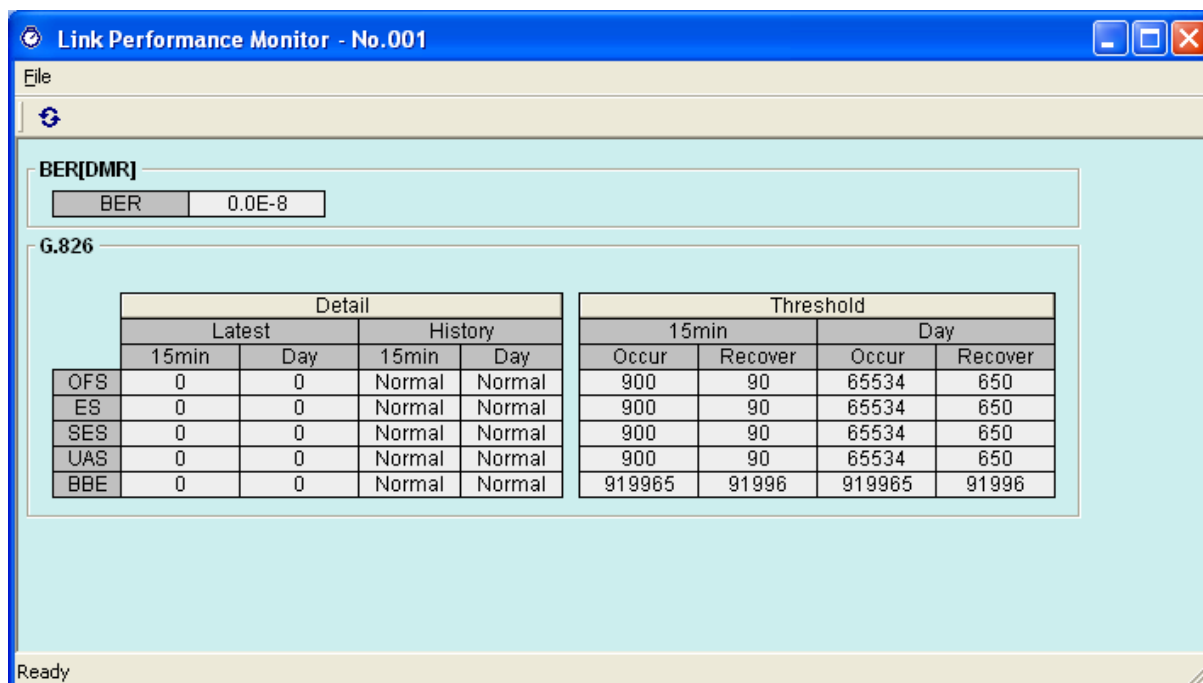 Link Performance Monitor - No.001
File
BER[DMR]
BER 0.0E-8
G.826
Detail Threshold
Latest History 15min Day
15min Day 15min Day Occur Recover Occur Recover
OFS 0 0 Normal Normal 900 90 65534 650
ES 0 0 Normal Normal 900 90 65534 650
SES 0 0 Normal Normal 900 90 65534 650
UAS 0 0 Normal Normal 900 90 65534 650
BBE 0 0 Normal Normal 919965 91996 919965 91996
Ready